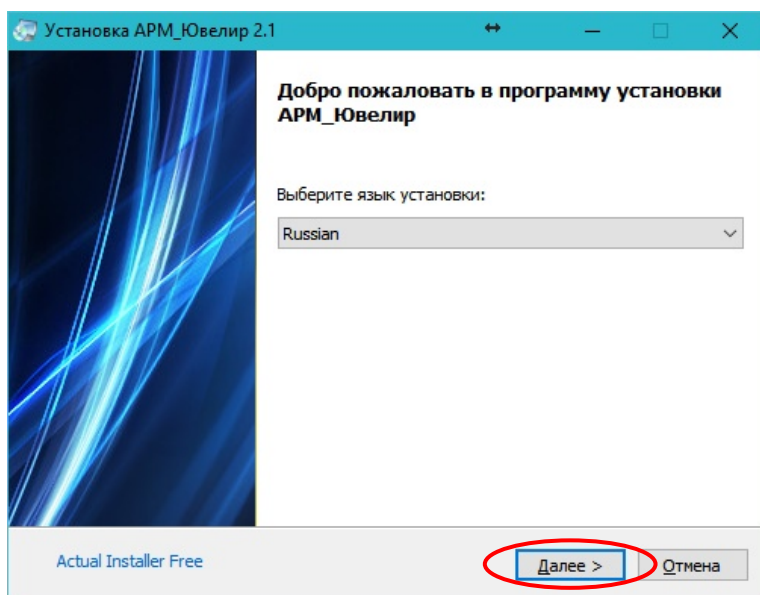 Установка АРМ_Ювелир 2.1
Добро пожаловать в программу установки
АРМ_Ювелир
Выберите язык установки:
Russian
Actual Installer Free
Далее >
Отмена